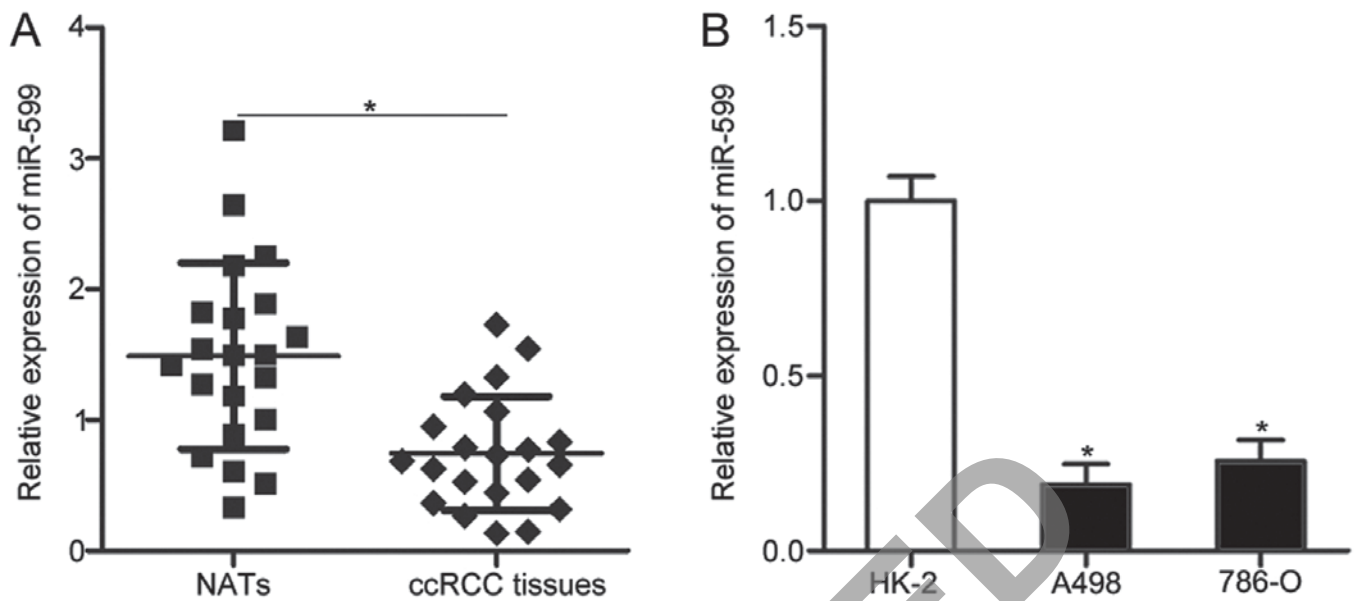 A
Relative expression of miR-599
4
3
2
1
0
*
NATs
ccRCC tissues
B
Relative expression of miR-599
1.5
1.0
0.5
0.0
*
*
HK-2
A498
786-O